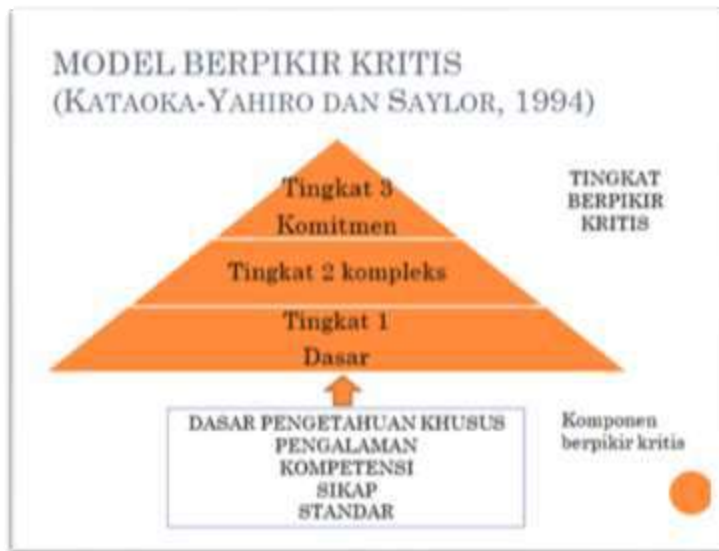 MODEL BERPIKIR KRITIS
(KATAOKA-YAHIRO DAN SAYLOR, 1994)
Tingkat 3
Komitmen
Tingkat 2 kompleks
Tingkat 1
Dasar
TINGKAT
BERPIKIR
KRITIS
DASAR PENGETAHUAN KHUSUS
PENGALAMAN
KOMPETENSI
SIKAP
STANDAR
Komponen
berpikir kritis